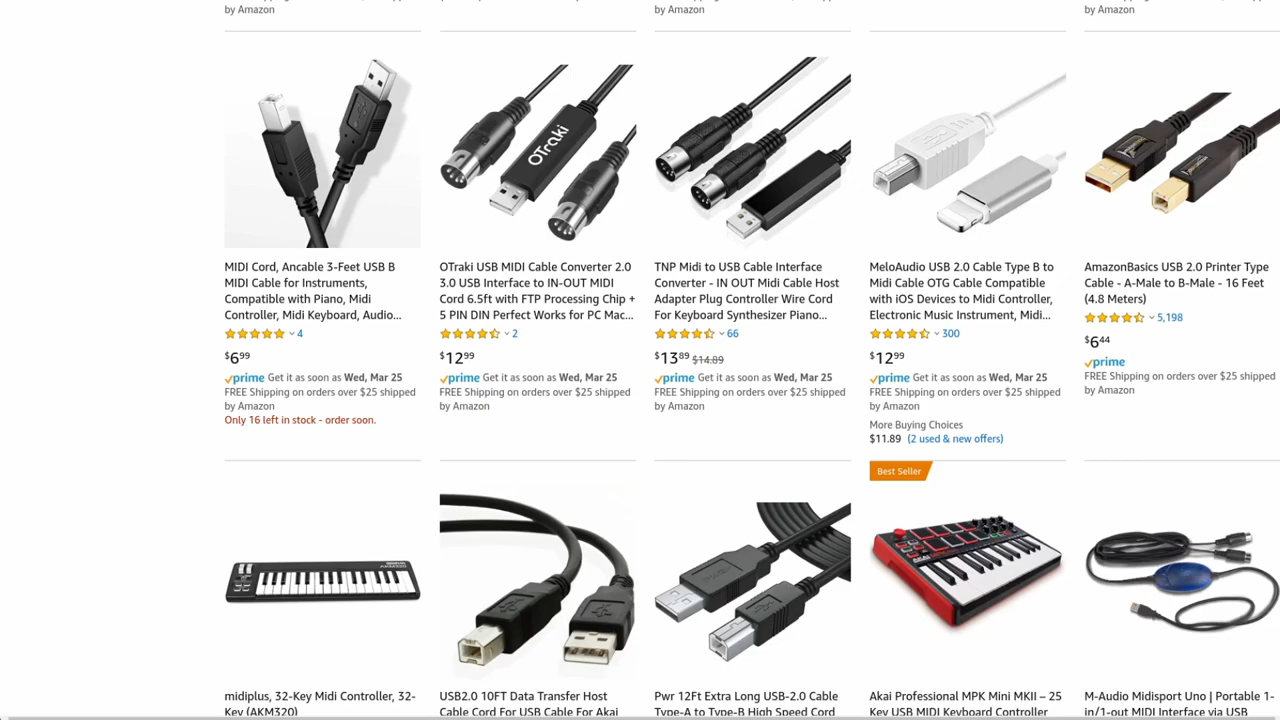 by Amazon
by Amazon
OTraki
MIDI Cord, Ancable 3-Feet USB B
MIDI Cable for Instruments,
Compatible with Piano, Midi
Controller, Midi Keyboard, Audio...
4
$6.99
prime Get it as soon as Wed, Mar 25
FREE Shipping on orders over $25 shipped
by Amazon
Only 16 left in stock - order soon.
OTraki USB MIDI Cable Converter 2.0
3.0 USB Interface to IN-OUT MIDI
Cord 6.5ft with FTP Processing Chip +
5 PIN DIN Perfect Works for PC Mac...
2
$12.99
prime Get it as soon as Wed, Mar 25
FREE Shipping on orders over $25 shipped
by Amazon
TNP Midi to USB Cable Interface
Converter - IN OUT Midi Cable Host
Adapter Plug Controller Wire Cord
For Keyboard Synthesizer Piano...
66
$13.89 $14.89
prime Get it as soon as Wed, Mar 25
FREE Shipping on orders over $25 shipped
by Amazon
MeloAudio USB 2.0 Cable Type B to
Midi Cable OTG Cable Compatible
with iOS Devices to Midi Controller,
Electronic Music Instrument, Midi...
300
$12.99
prime Get it as soon as Wed, Mar 25
FREE Shipping on orders over $25 shipped
by Amazon
More Buying Choices
$11.89 (2 used & new offers)
AmazonBasics USB 2.0 Printer Type
Cable - A-Male to B-Male - 16 Feet
(4.8 Meters)
5,198
$6.44
prime
FREE Shipping on orders over $25 shipped
by Amazon
Best Seller
midiplus, 32-Key Midi Controller, 32-
Key (AKM320)
USB2.0 10FT Data Transfer Host
Cable Cord For USB Cable For Akai
Pwr 12Ft Extra Long USB-2.0 Cable
Type-A to Type-B High Speed Cord
Akai Professional MPK Mini MKII – 25
Key USB MIDI Keyboard Controller
M-Audio Midisport Uno | Portable 1-
in/1-out MIDI Interface via USB